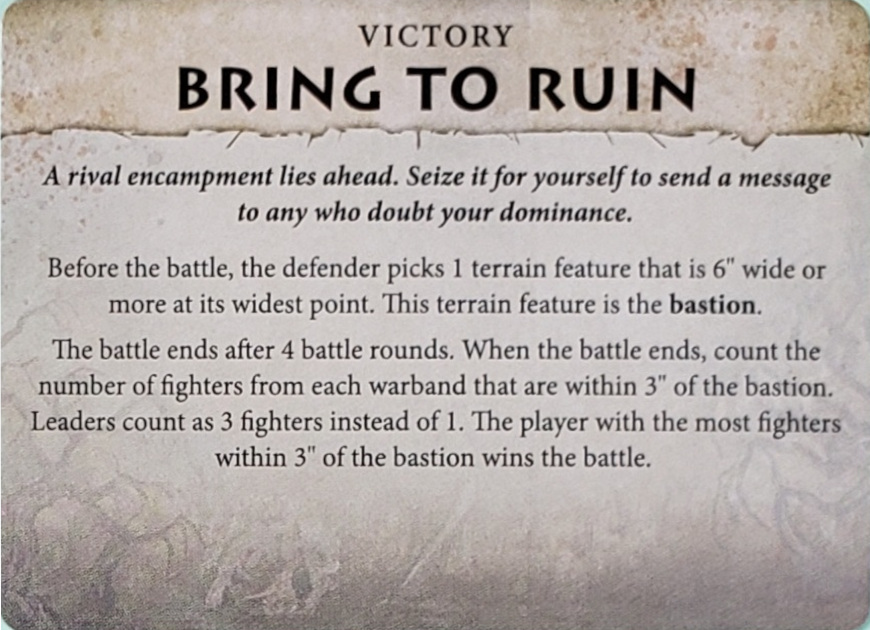 VICTORY
BRING TO RUIN
A rival encampment lies ahead. Seize it for yourself to send a message
to any who doubt your dominance.
Before the battle, the defender picks 1 terrain feature that is 6" wide or
more at its widest point. This terrain feature is the bastion.
The battle ends after 4 battle rounds. When the battle ends, count the
number of fighters from each warband that are within 3" of the bastion.
Leaders count as 3 fighters instead of 1. The player with the most fighters
within 3" of the bastion wins the battle.